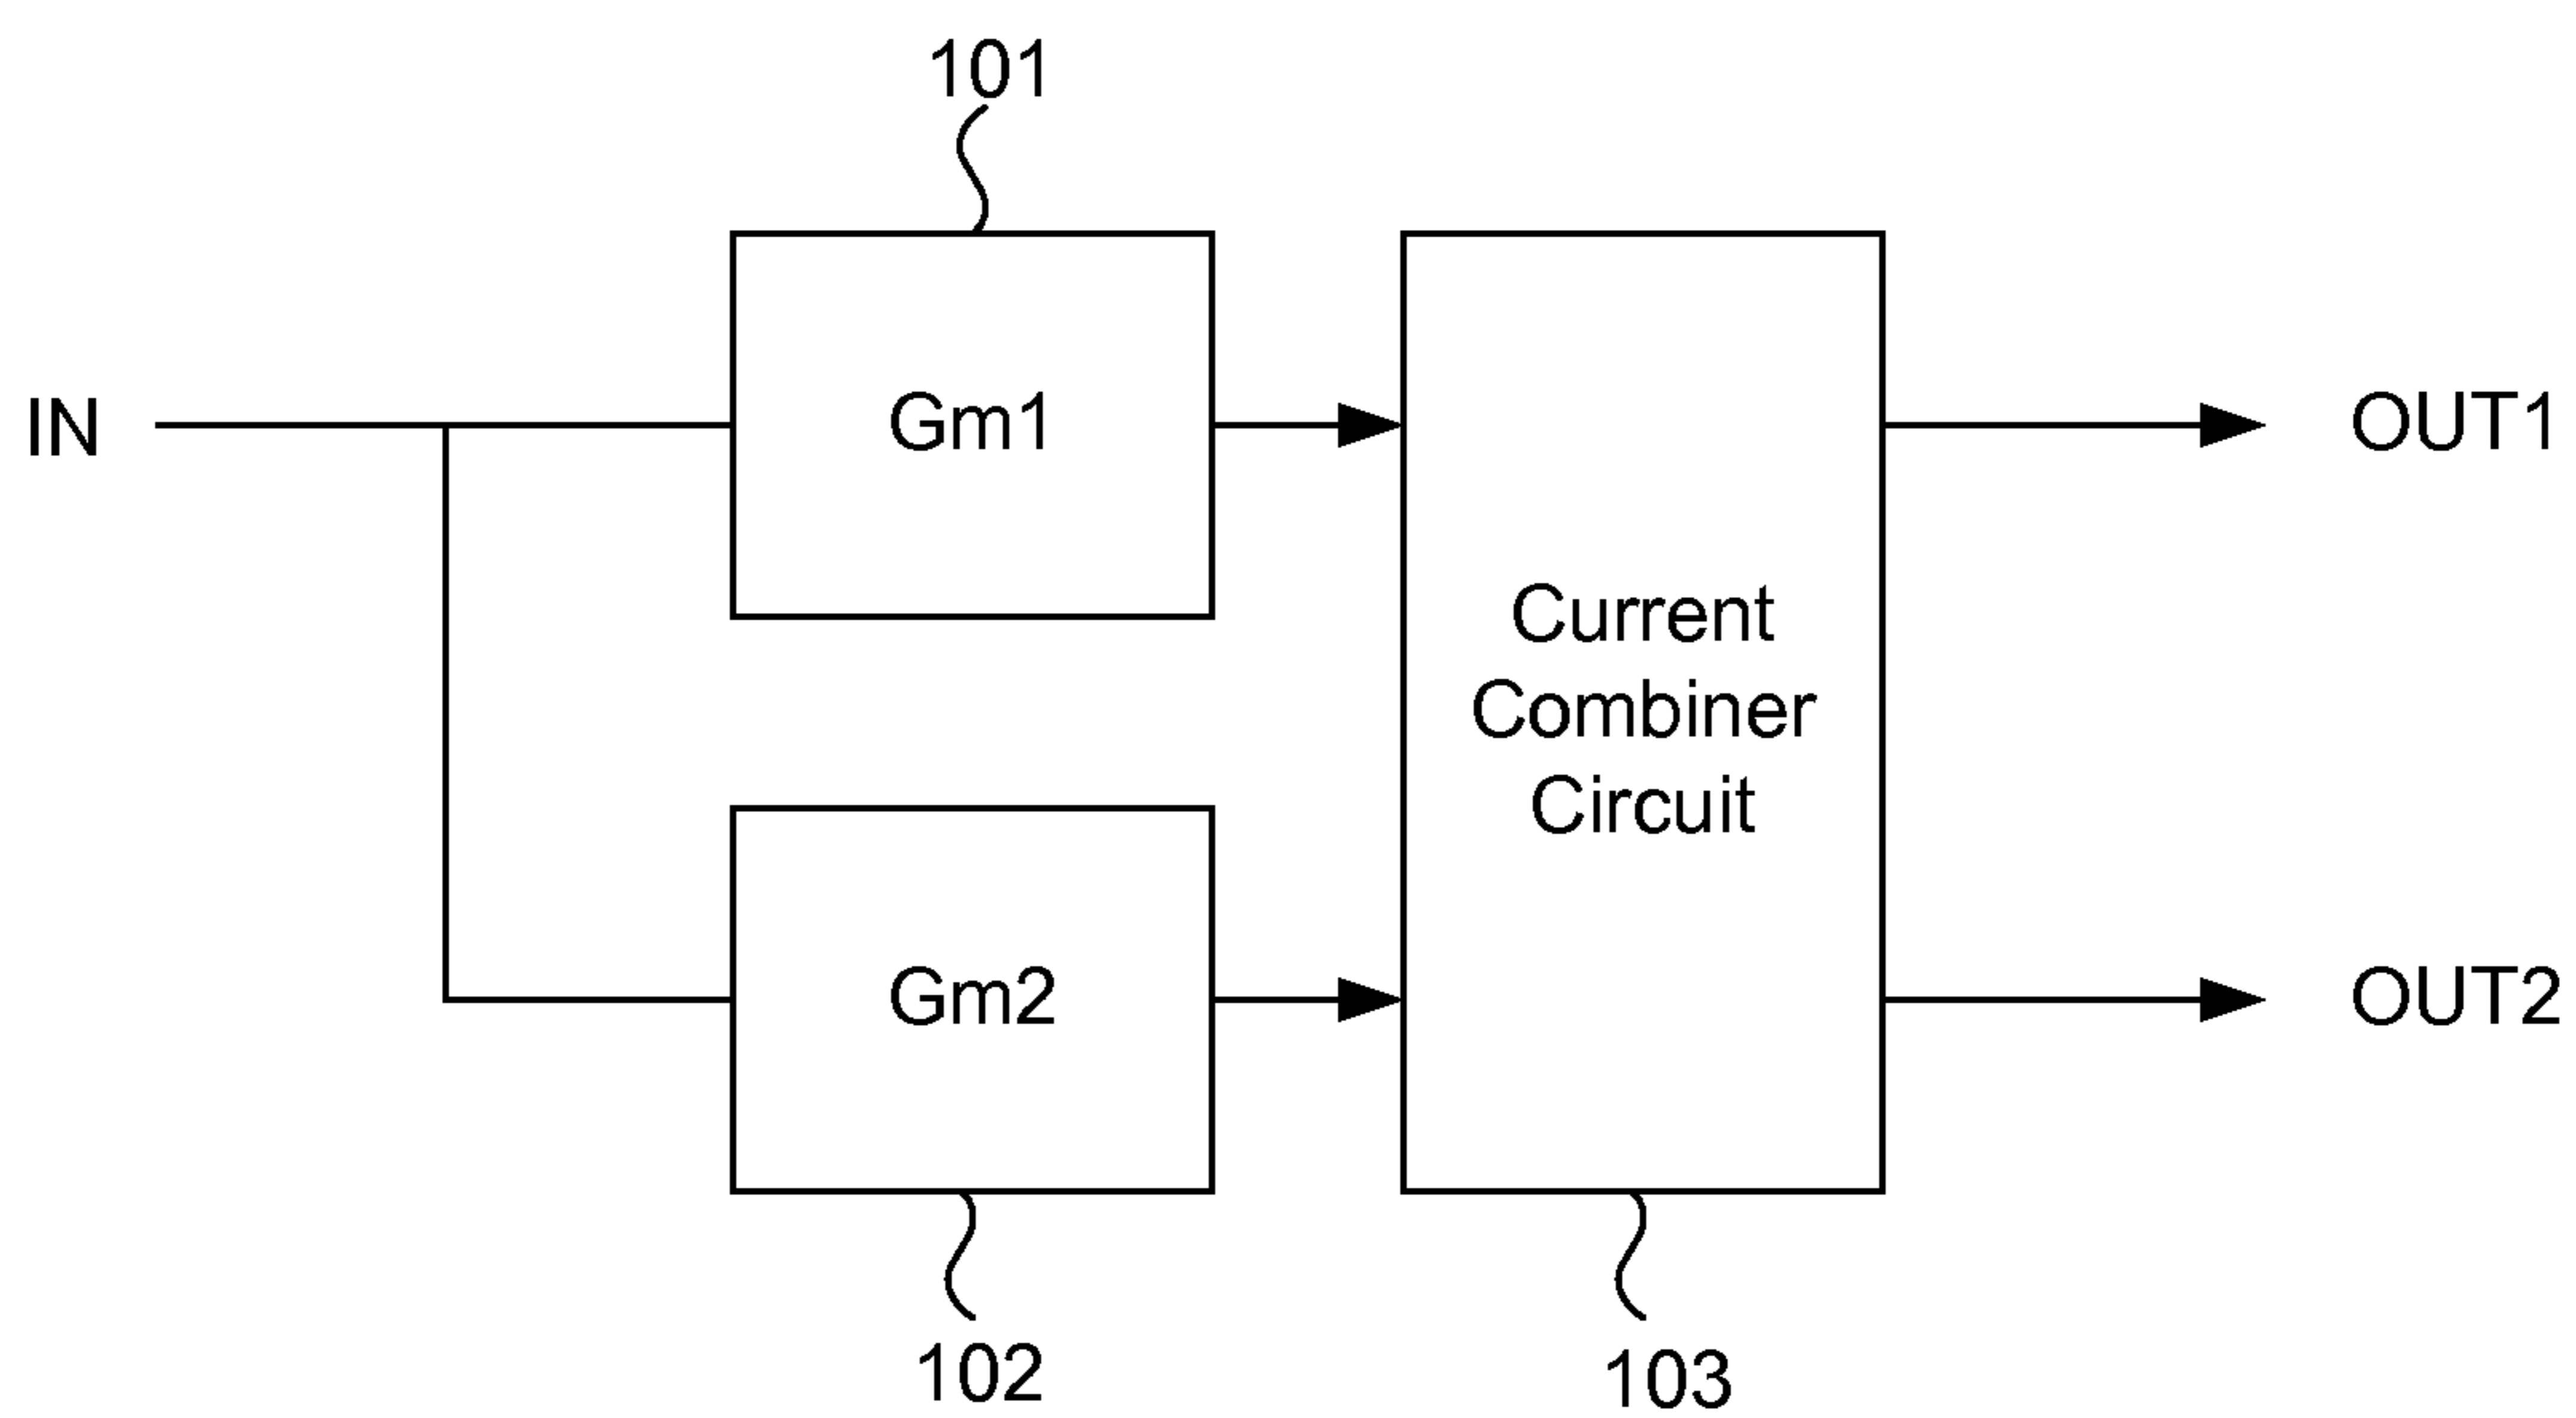 101
IN
Gm1
OUT1
Current
Combiner
Circuit
Gm2
OUT2
102
103